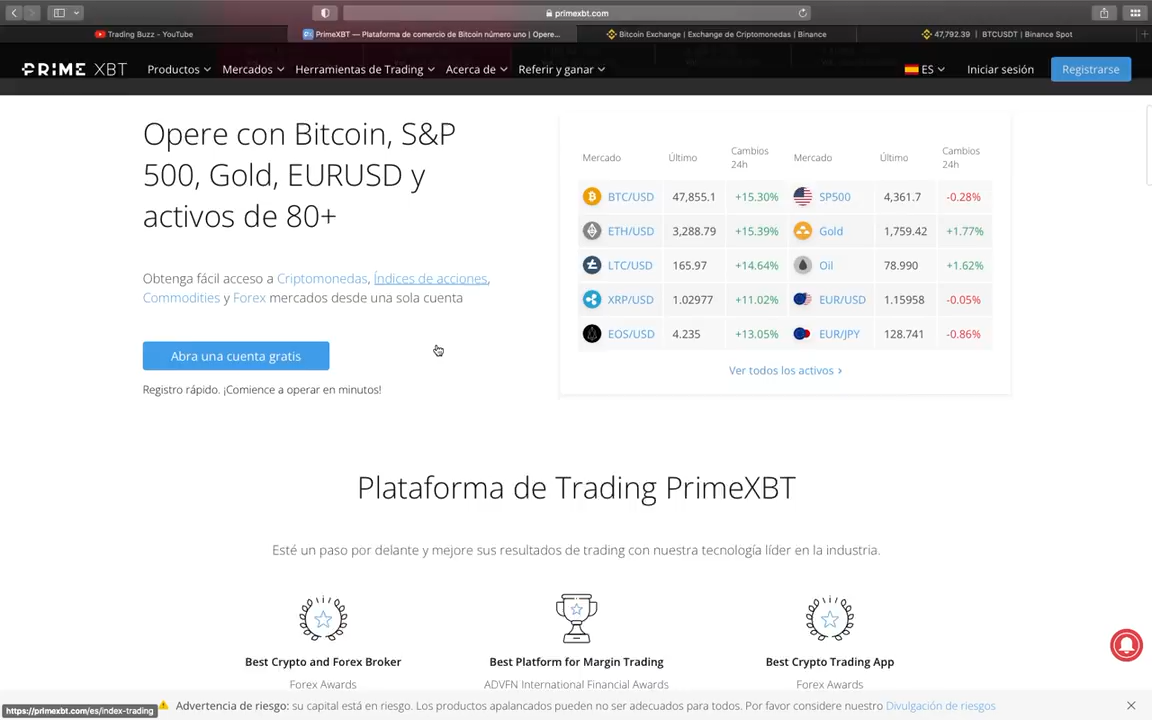 primexbt.com
Trading Buzz - YouTube
PrimeXBT — Plataforma de comercio de Bitcoin número uno | Opere...
Bitcoin Exchange | Exchange de Criptomonedas | Binance
47,792.39 | BTCUSDT | Binance Spot
PRIME XBT
Productos
Mercados
Herramientas de Trading
Acerca de
Referir y ganar
ES
Iniciar sesión
Registrarse
Opere con Bitcoin, S&P
500, Gold, EURUSD y
activos de 80+
Obtenga fácil acceso a Criptomonedas, Índices de acciones,
Commodities y Forex mercados desde una sola cuenta
Abra una cuenta gratis
Registro rápido. ¡Comience a operar en minutos!
Mercado Último Cambios 24h Mercado Último Cambios 24h
BTC/USD 47,855.1 +15.30% SP500 4,361.7 -0.28%
ETH/USD 3,288.79 +15.39% Gold 1,759.42 +1.77%
LTC/USD 165.97 +14.64% Oil 78.990 +1.62%
XRP/USD 1.02977 +11.02% EUR/USD 1.15958 -0.05%
EOS/USD 4.235 +13.05% EUR/JPY 128.741 -0.86%
Ver todos los activos ›
Plataforma de Trading PrimeXBT
Esté un paso por delante y mejore sus resultados de trading con nuestra tecnología líder en la industria.
Best Crypto and Forex Broker
Forex Awards
Best Platform for Margin Trading
ADVFN International Financial Awards
Best Crypto Trading App
Forex Awards
Advertencia de riesgo: su capital está en riesgo. Los productos apalancados pueden no ser adecuados para todos. Por favor considere nuestro Divulgación de riesgos
https://primexbt.com/es/index-trading